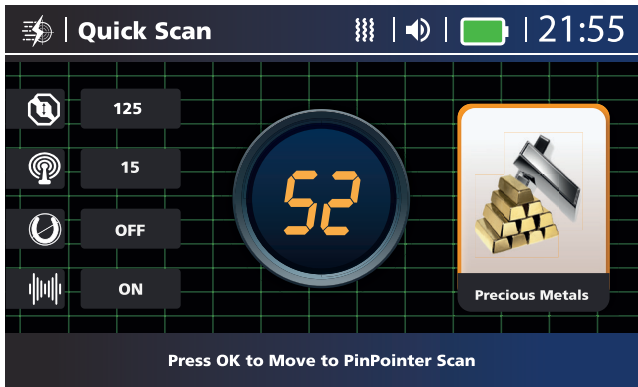 Quick Scan
21:55
125
15
OFF
ON
52
Precious Metals
Press OK to Move to PinPointer Scan